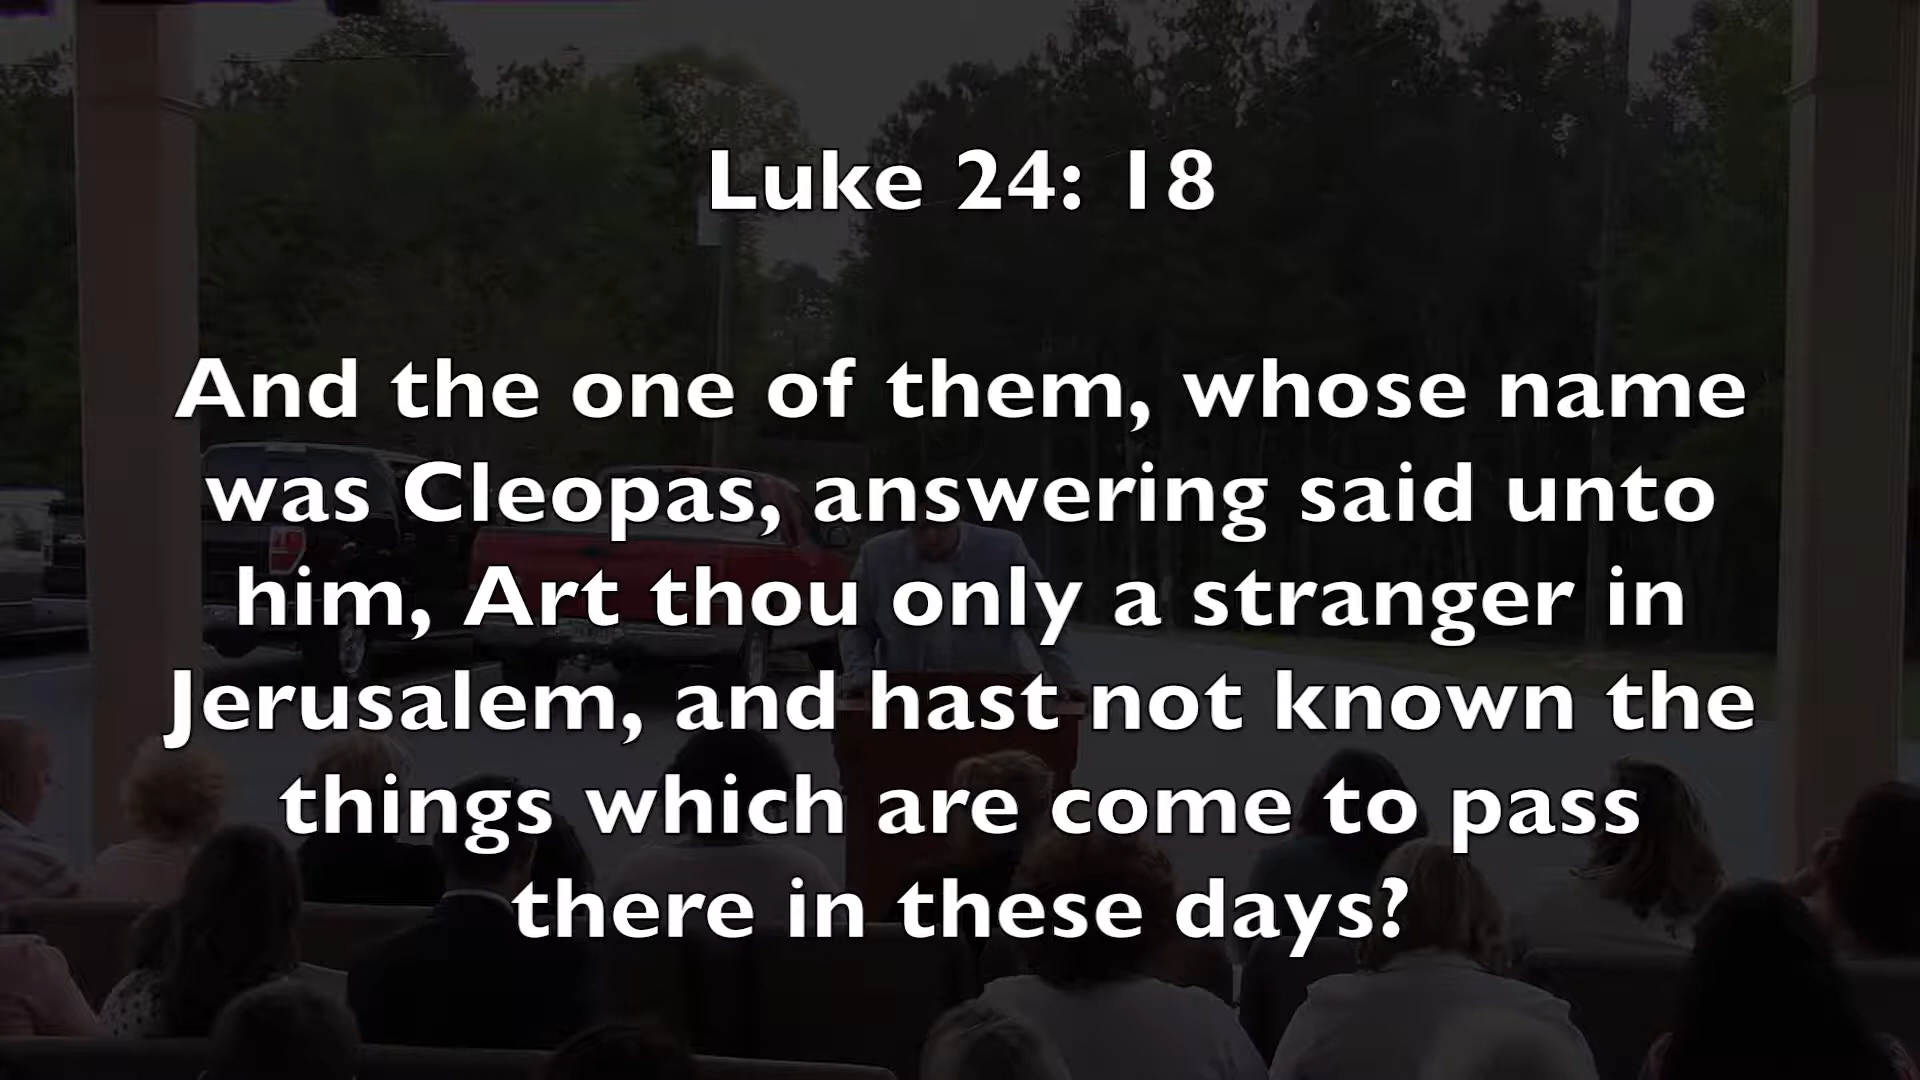 Luke 24: 18
And the one of them, whose name
was Cleopas, answering said unto
him, Art thou only a stranger in
Jerusalem, and hast not known the
things which are come to pass
there in these days?